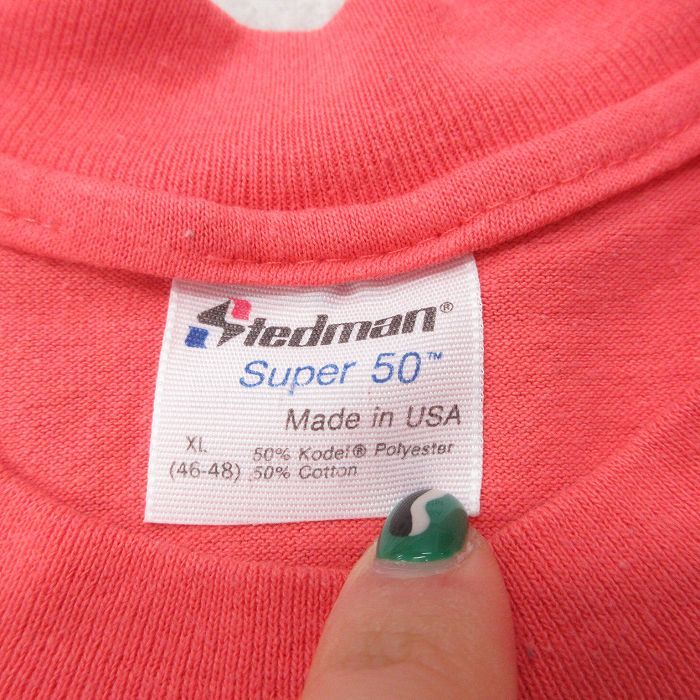 Stedman®
Super 50™
Made in USA
XL 50% Kodel® Polyester
(46-48) 50% Cotton